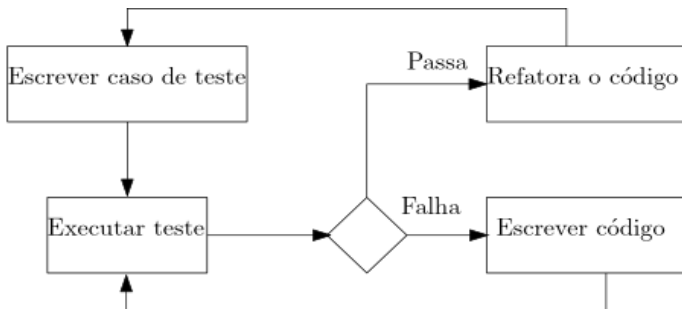 Escrever caso de teste
Passa
Refatora o código
Executar teste
Falha
Escrever código